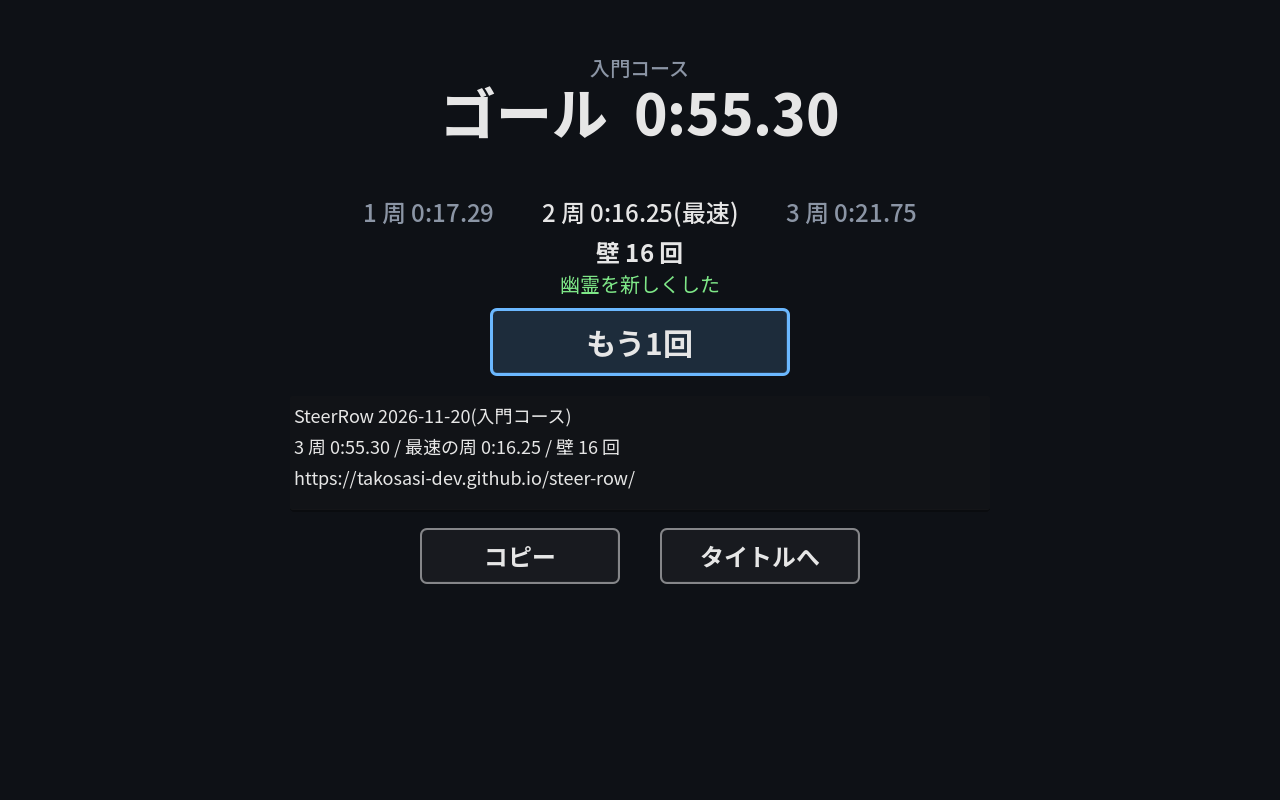 入門コース
ゴール 0:55.30
1 周 0:17.29 2 周 0:16.25(最速) 3 周 0:21.75
壁 16 回
幽霊を新しくした
もう1回
SteerRow 2026-11-20(入門コース)
3 周 0:55.30 / 最速の周 0:16.25 / 壁 16 回
https://takosasi-dev.github.io/steer-row/
コピー タイトルへ